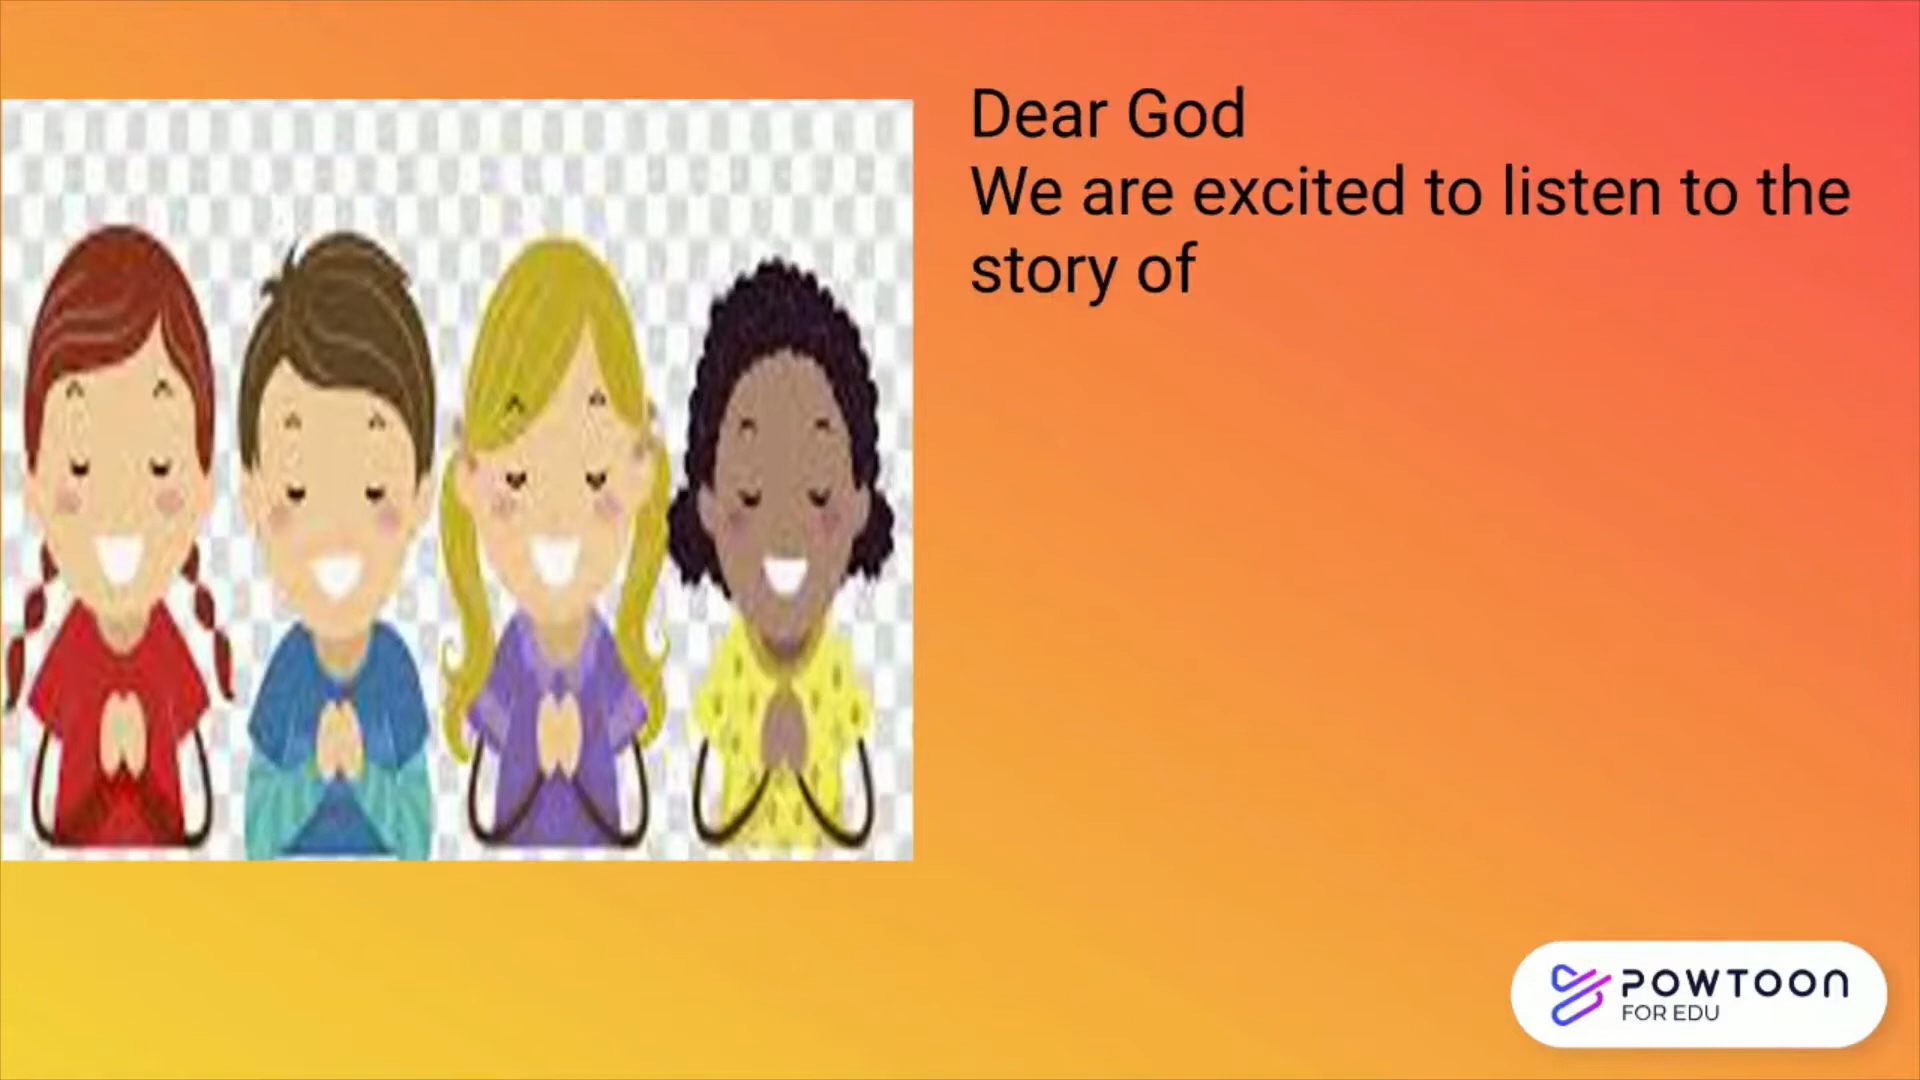 Dear God
We are excited to listen to the
story of
POWTOON
FOR EDU